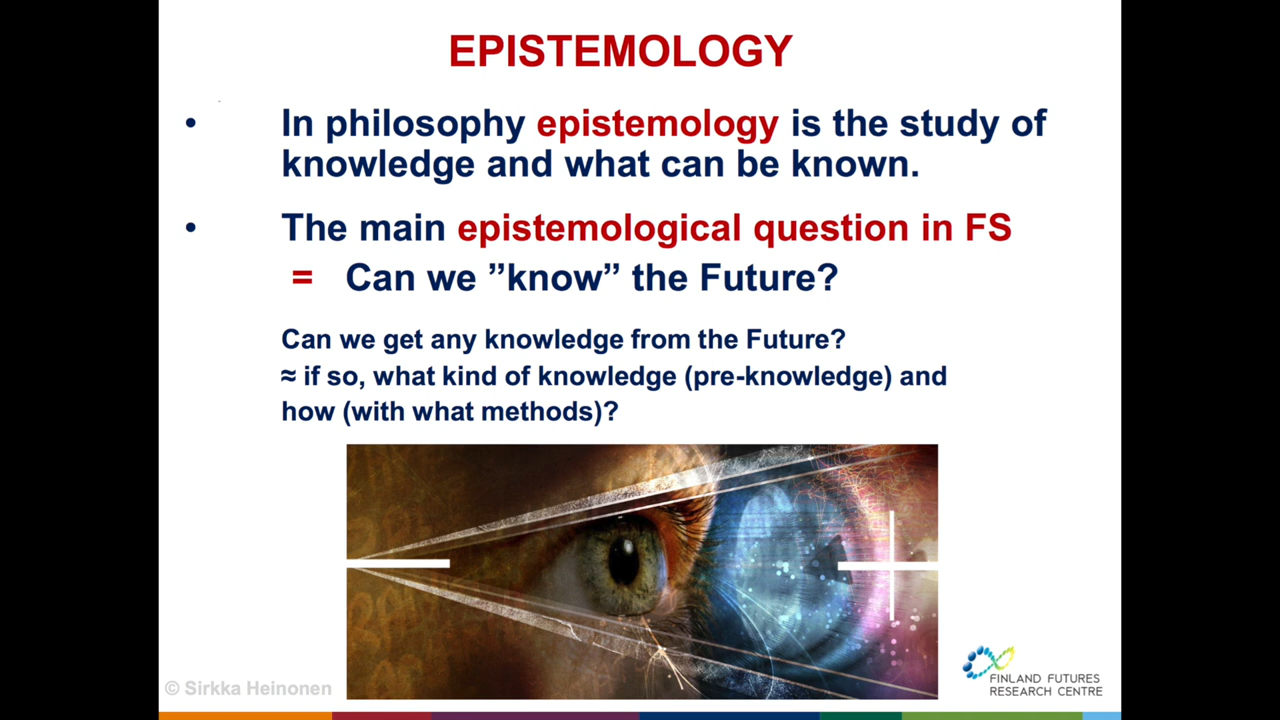 EPISTEMOLOGY
• In philosophy epistemology is the study of
knowledge and what can be known.
• The main epistemological question in FS
= Can we ”know” the Future?
Can we get any knowledge from the Future?
≈ if so, what kind of knowledge (pre-knowledge) and
how (with what methods)?
© Sirkka Heinonen
FINLAND FUTURES
RESEARCH CENTRE